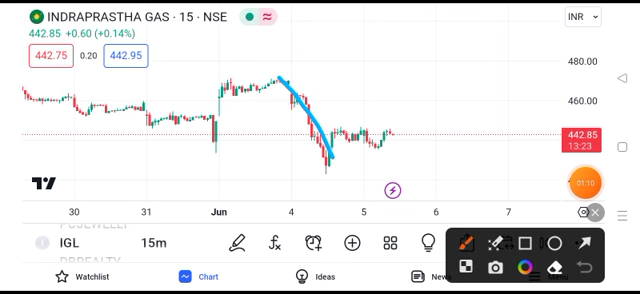 INDRAPRASTHA GAS · 15 · NSE
INR
442.85 +0.60 (+0.14%)
442.75 0.20 442.95
480.00
460.00
442.85
13:23
01:10
30 31 Jun 4 5 6 7
IGL 15m
Watchlist Chart Ideas News Menu